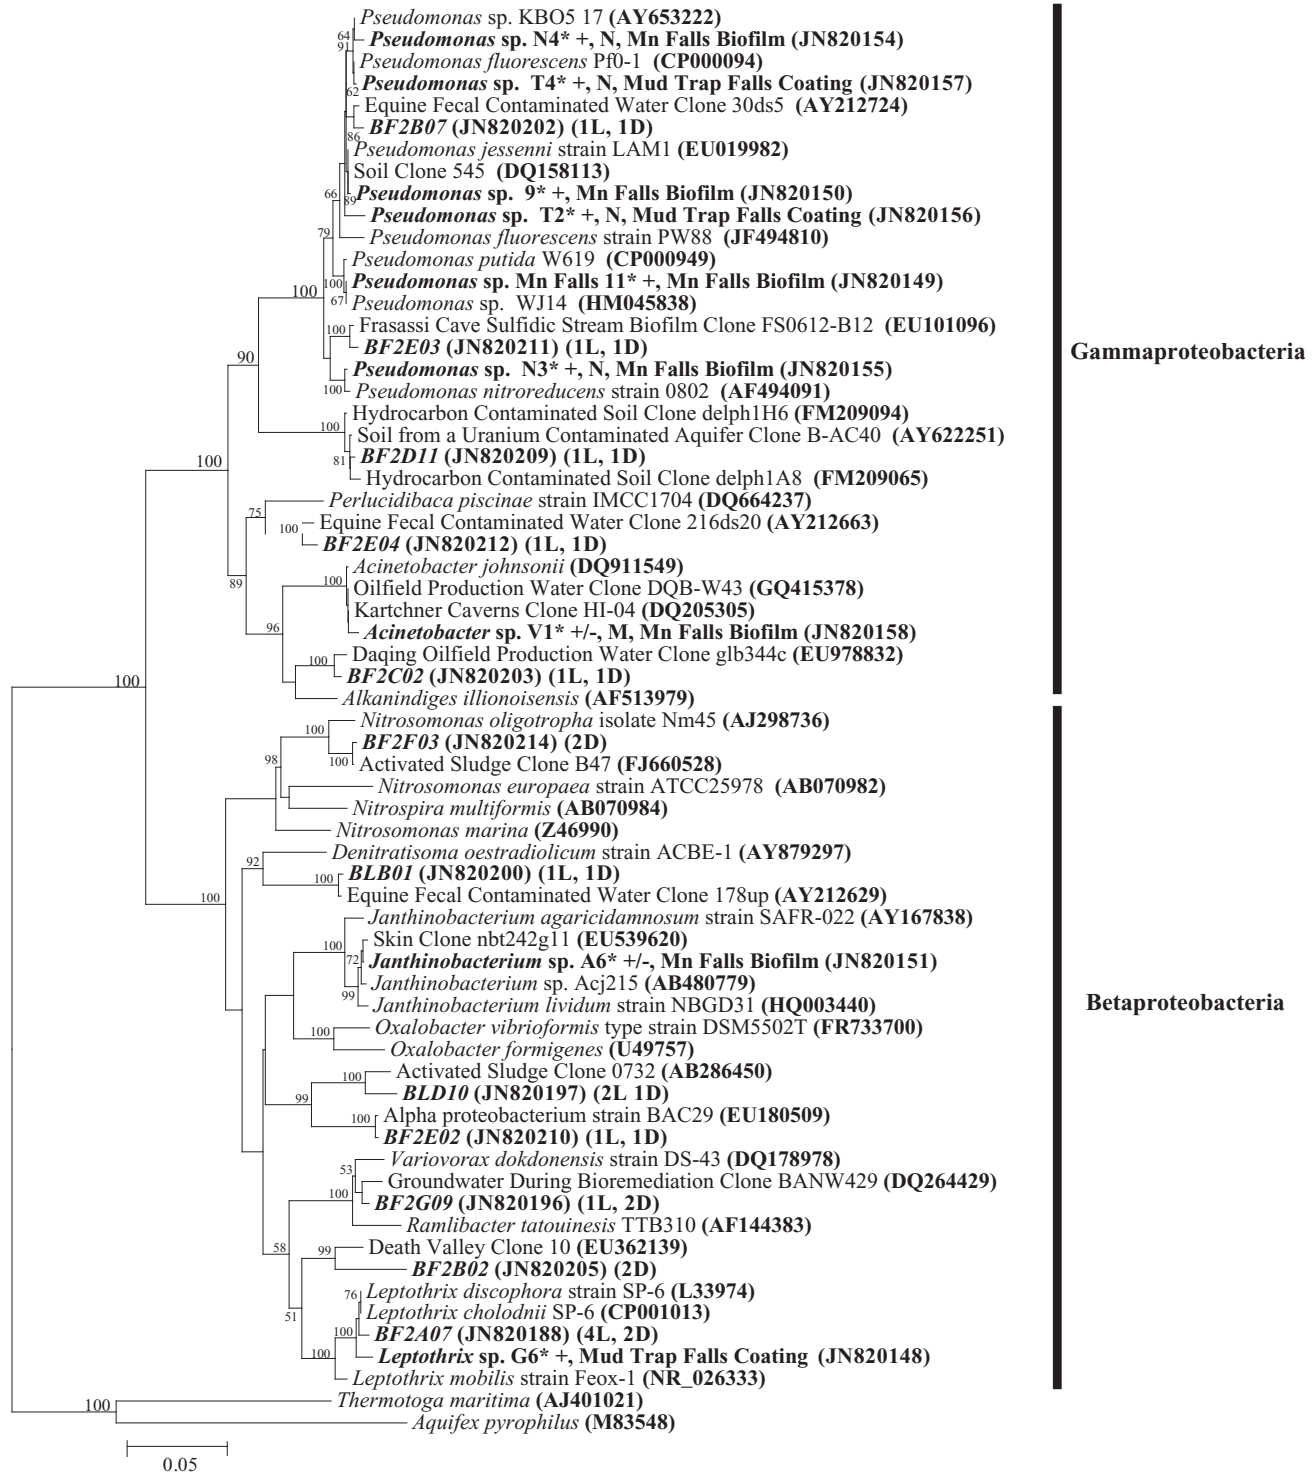 Pseudomonas sp. KBO5 17 (AY653222)
64
Pseudomonas sp. N4* +, N, Mn Falls Biofilm (JN820154)
91
Pseudomonas fluorescens Pf0-1 (CP000094)
Pseudomonas sp. T4* +, N, Mud Trap Falls Coating (JN820157)
62
Equine Fecal Contaminated Water Clone 30ds5 (AY212724)
BF2B07 (JN820202) (1L, 1D)
86
Pseudomonas jessenni strain LAM1 (EU019982)
Soil Clone 545 (DQ158113)
66
89
Pseudomonas sp. 9* +, Mn Falls Biofilm (JN820150)
Pseudomonas sp. T2* +, N, Mud Trap Falls Coating (JN820156)
79
Pseudomonas fluorescens strain PW88 (JF494810)
Pseudomonas putida W619 (CP000949)
100
Pseudomonas sp. Mn Falls 11* +, Mn Falls Biofilm (JN820149)
100
67
Pseudomonas sp. WJ14 (HM045838)
100
Frasassi Cave Sulfidic Stream Biofilm Clone FS0612-B12 (EU101096)
BF2E03 (JN820211) (1L, 1D)
Gammaproteobacteria
90
Pseudomonas sp. N3* +, N, Mn Falls Biofilm (JN820155)
100
Pseudomonas nitroreducens strain 0802 (AF494091)
Hydrocarbon Contaminated Soil Clone delph1H6 (FM209094)
100
Soil from a Uranium Contaminated Aquifer Clone B-AC40 (AY622251)
100
81
BF2D11 (JN820209) (1L, 1D)
Hydrocarbon Contaminated Soil Clone delph1A8 (FM209065)
Perlucidibaca piscinae strain IMCC1704 (DQ664237)
75
Equine Fecal Contaminated Water Clone 216ds20 (AY212663)
100
BF2E04 (JN820212) (1L, 1D)
Acinetobacter johnsonii (DQ911549)
89
100
Oilfield Production Water Clone DQB-W43 (GQ415378)
Kartchner Caverns Clone HI-04 (DQ205305)
96
Acinetobacter sp. V1* +/-, M, Mn Falls Biofilm (JN820158)
100
Daqing Oilfield Production Water Clone glb344c (EU978832)
BF2C02 (JN820203) (1L, 1D)
100
Alkanindiges illionoisensis (AF513979)
Nitrosomonas oligotropha isolate Nm45 (AJ298736)
100
BF2F03 (JN820214) (2D)
98
100
Activated Sludge Clone B47 (FJ660528)
Nitrosomonas europaea strain ATCC25978 (AB070982)
Nitrospira multiformis (AB070984)
Nitrosomonas marina (Z46990)
Denitratisoma oestradiolicum strain ACBE-1 (AY879297)
92
BLB01 (JN820200) (1L, 1D)
100
100
Equine Fecal Contaminated Water Clone 178up (AY212629)
Janthinobacterium agaricidamnosum strain SAFR-022 (AY167838)
100
Skin Clone nbt242g11 (EU539620)
72
Janthinobacterium sp. A6* +/-, Mn Falls Biofilm (JN820151)
Janthinobacterium sp. Acj215 (AB480779)
99
Janthinobacterium lividum strain NBGD31 (HQ003440)
Betaproteobacteria
100
Oxalobacter vibrioformis type strain DSM5502T (FR733700)
Oxalobacter formigenes (U49757)
100
Activated Sludge Clone 0732 (AB286450)
BLD10 (JN820197) (2L 1D)
99
100
Alpha proteobacterium strain BAC29 (EU180509)
BF2E02 (JN820210) (1L, 1D)
Variovorax dokdonensis strain DS-43 (DQ178978)
53
Groundwater During Bioremediation Clone BANW429 (DQ264429)
100
BF2G09 (JN820196) (1L, 2D)
Ramlibacter tatouinesis TTB310 (AF144383)
58
99
Death Valley Clone 10 (EU362139)
BF2B02 (JN820205) (2D)
76
Leptothrix discophora strain SP-6 (L33974)
51
Leptothrix cholodnii SP-6 (CP001013)
100
BF2A07 (JN820188) (4L, 2D)
100
Leptothrix sp. G6* +, Mud Trap Falls Coating (JN820148)
Leptothrix mobilis strain Feox-1 (NR_026333)
100
Thermotoga maritima (AJ401021)
Aquifex pyrophilus (M83548)
0.05